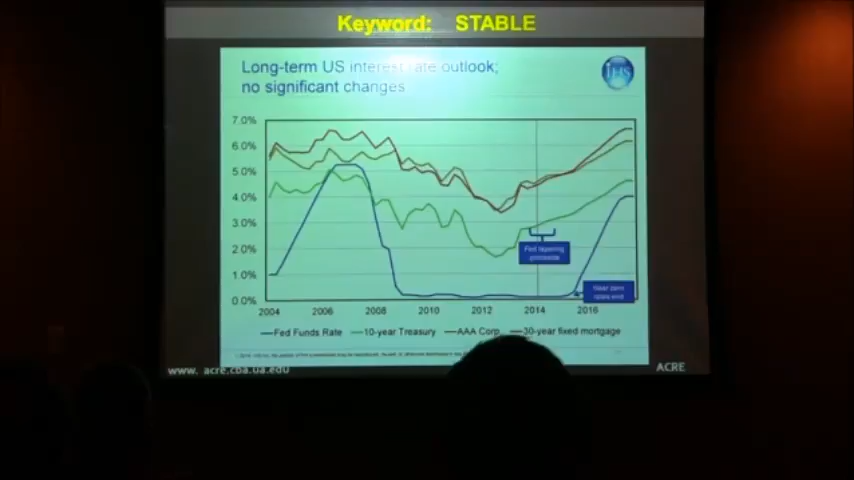 Keyword: STABLE
Long-term US interest rate outlook;
no significant changes
IHS
7.0%
6.0%
5.0%
4.0%
3.0%
2.0%
1.0%
0.0%
Fed tapering
Near zero
rates end
2004 2006 2008 2010 2012 2014 2016
Fed Funds Rate 10-year Treasury AAA Corp. 30-year fixed mortgage
www. acre.cba.ua.edu
ACRE